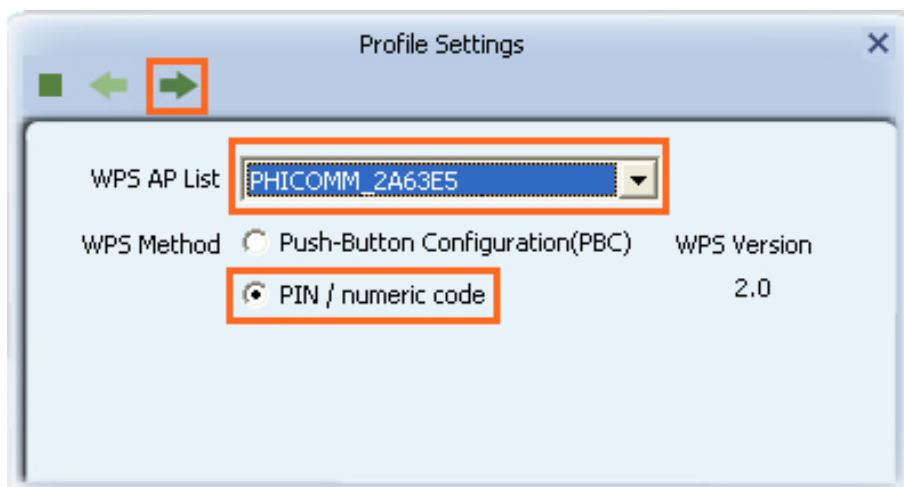 Profile Settings
WPS AP List PHICOMM_2A63E5
WPS Method Push-Button Configuration(PBC) WPS Version
PIN / numeric code 2.0